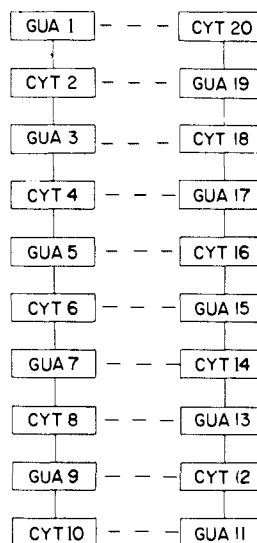 GUA 1 CYT 20
CYT 2 GUA 19
GUA 3 CYT 18
CYT 4 GUA 17
GUA 5 CYT 16
CYT 6 GUA 15
GUA 7 CYT 14
CYT 8 GUA 13
GUA 9 CYT 12
CYT 10 GUA 11